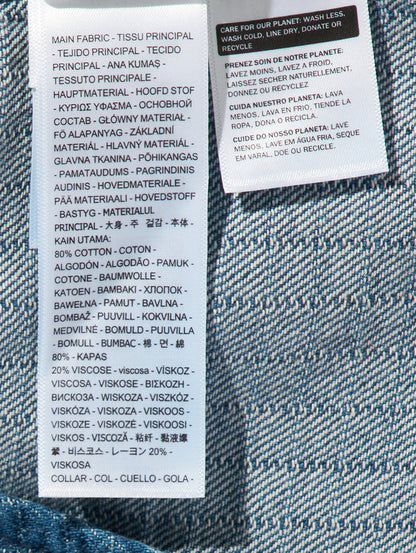 MAIN FABRIC - TISSU PRINCIPAL
- TEJIDO PRINCIPAL - TECIDO
PRINCIPAL - ANA KUMAŞ -
TESSUTO PRINCIPALE -
HAUPTMATERIAL - HOOFD STOF
- ΚΥΡΙΩΣ ΥΦΑΣΜΑ - ОСНОВНОЙ
СОСТАВ - GŁÓWNY MATERIAŁ -
FŐ ALAPANYAG - ZÁKLADNÍ
MATERIÁL - HLAVNÝ MATERIÁL -
GLAVNA TKANINA - PÕHIKANGAS
- PAMATAUDUMS - PAGRINDINIS
AUDINIS - HOVEDMATERIALE -
PÄÄ MATERIAALI - HOVEDSTOFF
- BASTYG - MATERIALUL
PRINCIPAL - 大身 - 주 겉감 - 本体 -
KAIN UTAMA:
80% COTTON - COTON -
ALGODÓN - ALGODÃO - PAMUK -
COTONE - BAUMWOLLE -
KATOEN - ΒΑΜΒΑΚΙ - ХЛОПОК -
BAWEŁNA - PAMUT - BAVLNA -
BOMBAŽ - PUUVILL - KOKVILNA -
MEDVILNĖ - BOMULD - PUUVILLA
- BOMULL - BUMBAC - 棉 - 면 - 綿
80% - KAPAS
20% VISCOSE - viscosa - VİSKOZ -
VISCOSA - VISKOSE - ΒΙΣΚΟΖΗ -
ВИСКОЗА - WISKOZA - VISZKÓZ -
VISKÓZA - VISKOZA - VISKOOS -
VISKOZE - VISKOZĖ - VISKOOSI -
VISKOS - VISCOZĂ - 粘纤 - 黏液嫘
縈 - 비스코스 - レーヨン 20% -
VISKOSA
COLLAR - COL - CUELLO - GOLA -
CARE FOR OUR PLANET: WASH LESS,
WASH COLD, LINE DRY, DONATE OR
RECYCLE
PRENEZ SOIN DE NOTRE PLANETE:
LAVEZ MOINS, LAVEZ A FROID,
LAISSEZ SECHER NATURELLEMENT,
DONNEZ OU RECYCLEZ
CUIDA NUESTRO PLANETA: LAVA
MENOS, LAVA EN FRIO, TIENDE LA
ROPA, DONA O RECICLA.
CUIDE DO NOSSO PLANETA: LAVE
MENOS, LAVE EM ÁGUA FRIA, SEQUE
EM VARAL, DOE OU RECICLE.